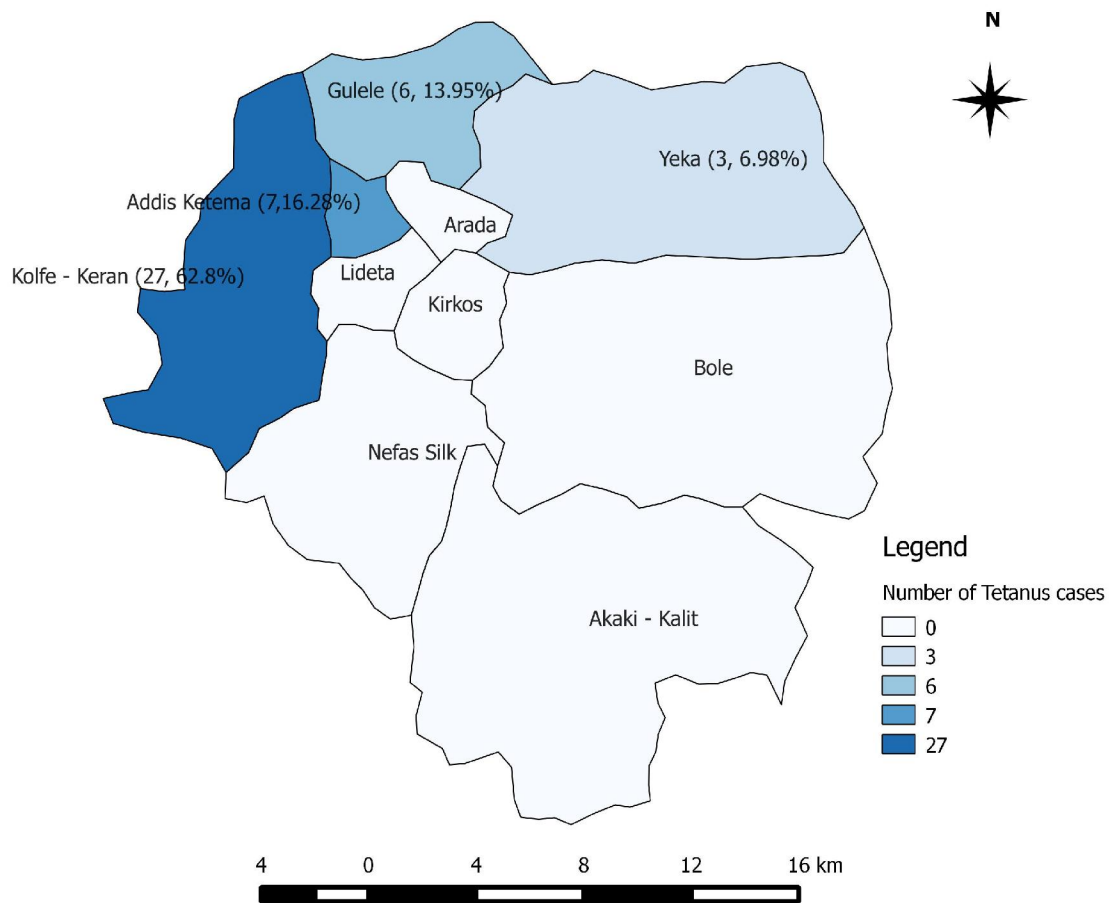 N
Gulele (6, 13.95%)
Yeka (3, 6.98%)
Addis Ketema (7,16.28%)
Arada
Kolfe - Keran (27, 62.8%)
Lideta
Kirkos
Bole
Nefas Silk
Akaki - Kalit
Legend
Number of Tetanus cases
0
3
6
7
27
4 0 4 8 12 16 km